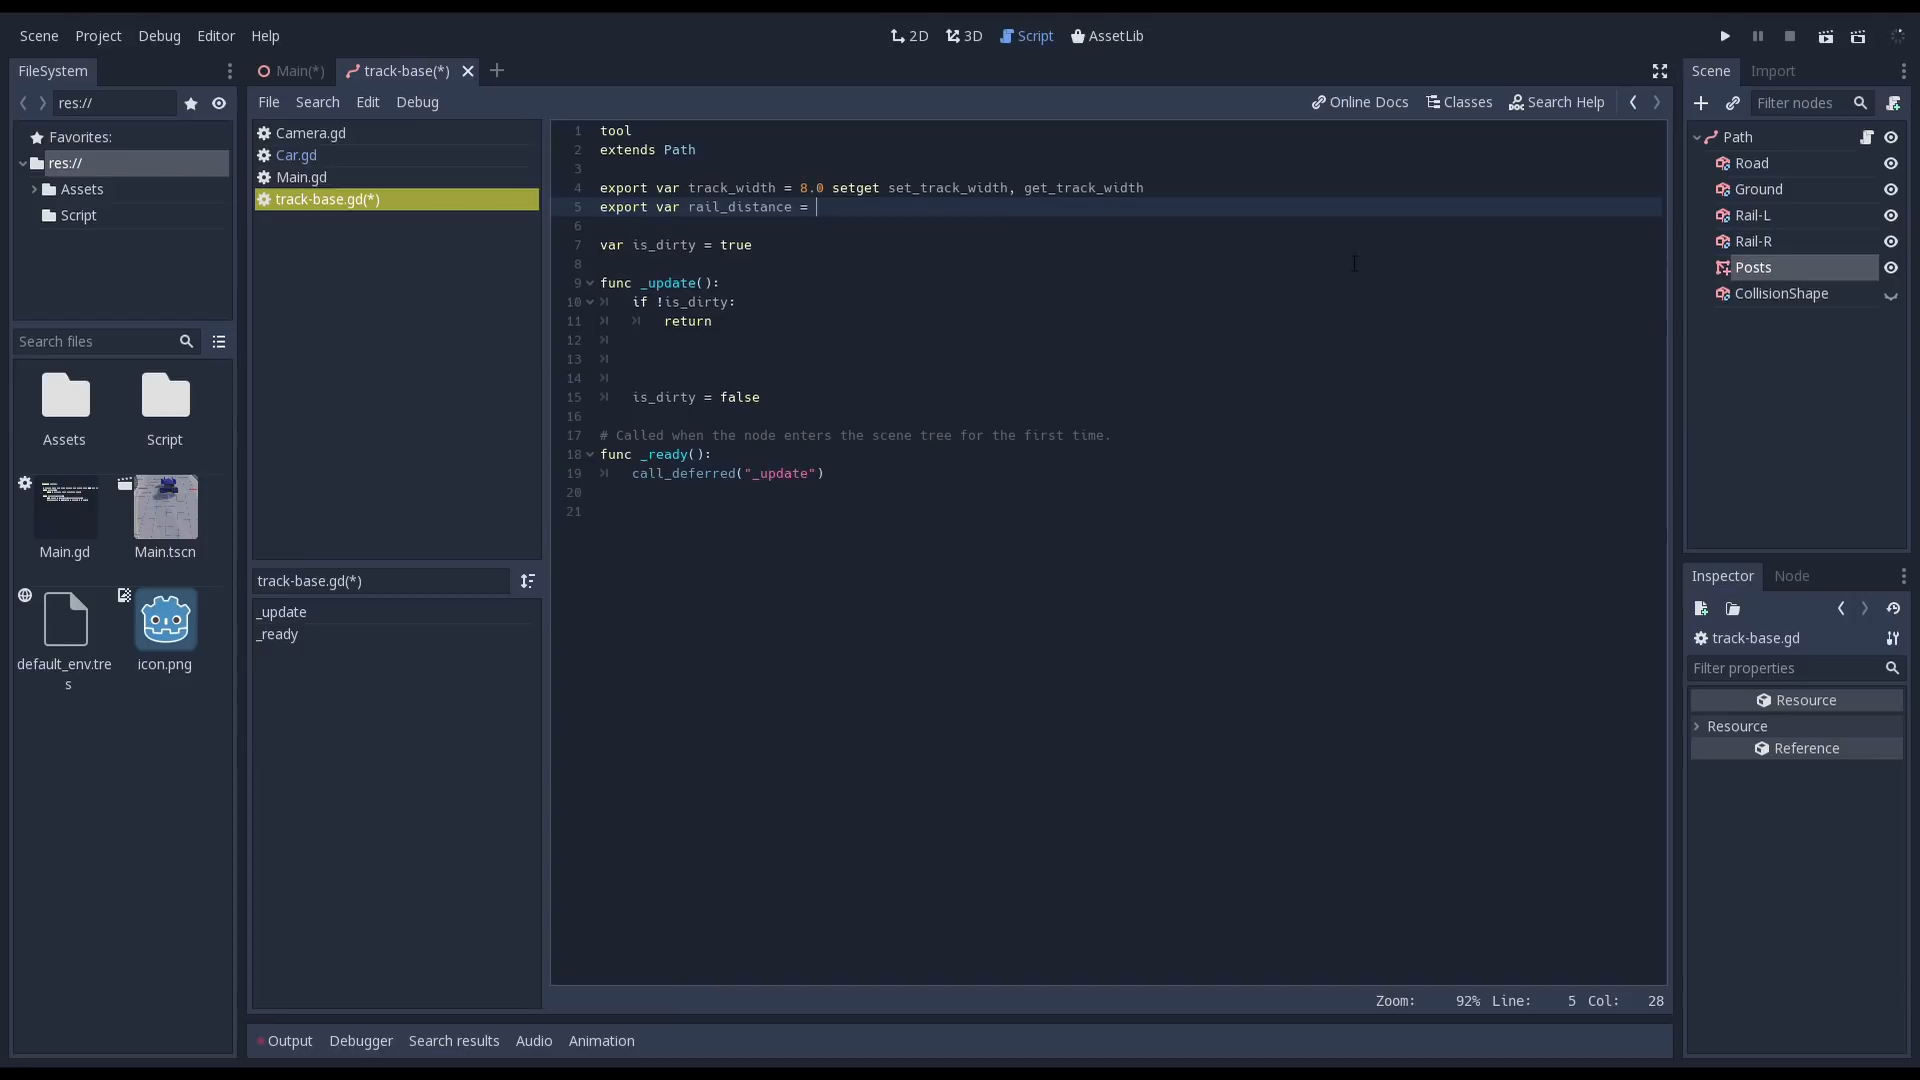 Scene Project Debug Editor Help
2D 3D Script AssetLib
FileSystem
res://
Favorites:
res://
Assets
Script
Search files
Assets
Script
Main.gd
Main.tscn
default_env.tre
s
icon.png
Main(*) track-base(*)
File Search Edit Debug
Online Docs Classes Search Help
Camera.gd
Car.gd
Main.gd
track-base.gd(*)
track-base.gd(*)
_update
_ready
1 tool
2 extends Path
3
4 export var track_width = 8.0 setget set_track_width, get_track_width
5 export var rail_distance =
6
7 var is_dirty = true
8
9 func _update():
10 if !is_dirty:
11 return
12
13
14
15 is_dirty = false
16
17 # Called when the node enters the scene tree for the first time.
18 func _ready():
19 call_deferred("_update")
20
21
Zoom: 92% Line: 5 Col: 28
Output Debugger Search results Audio Animation
Scene Import
Filter nodes
Path
Road
Ground
Rail-L
Rail-R
Posts
CollisionShape
Inspector Node
track-base.gd
Filter properties
Resource
Resource
Reference